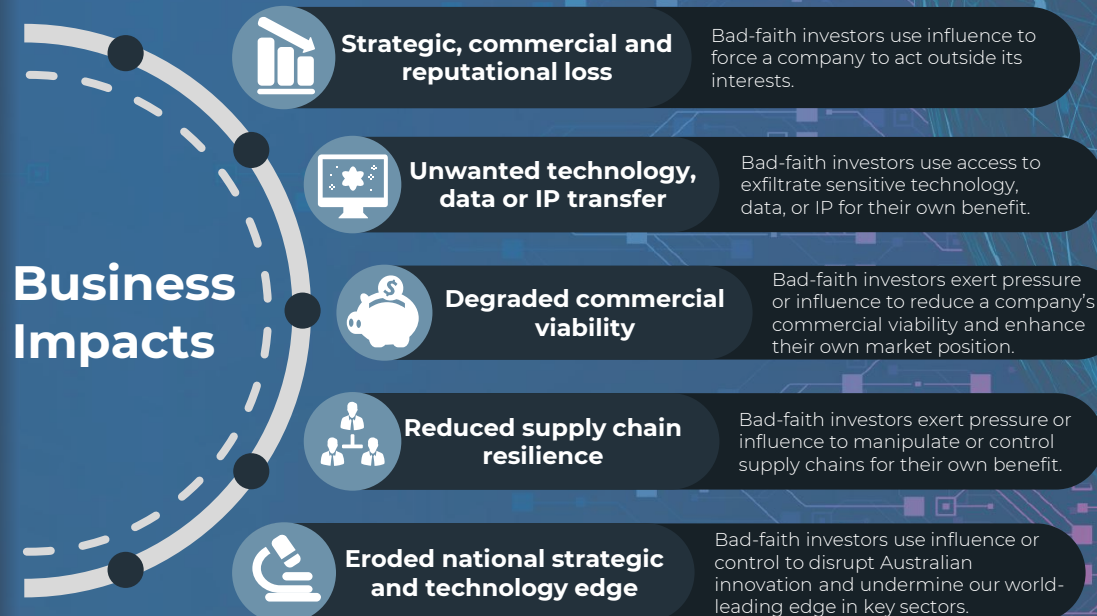 Business
Impacts
Strategic, commercial and
reputational loss
Bad-faith investors use influence to
force a company to act outside its
interests.
Unwanted technology,
data or IP transfer
Bad-faith investors use access to
exfiltrate sensitive technology,
data, or IP for their own benefit.
Degraded commercial
viability
Bad-faith investors exert pressure
or influence to reduce a company's
commercial viability and enhance
their own market position.
Reduced supply chain
resilience
Bad-faith investors exert pressure or
influence to manipulate or control
supply chains for their own benefit.
Eroded national strategic
and technology edge
Bad-faith investors use influence or
control to disrupt Australian
innovation and undermine our world-
leading edge in key sectors.